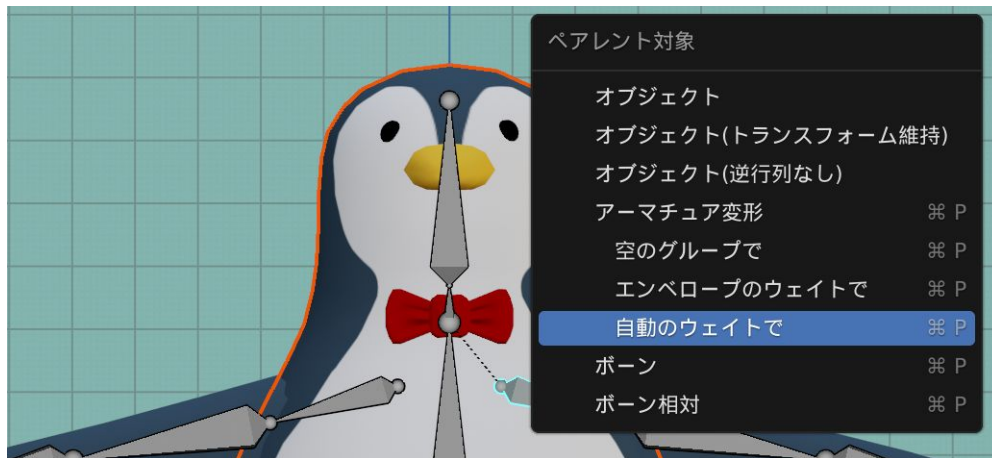 ペアレント対象
オブジェクト
オブジェクト(トランスフォーム維持)
オブジェクト(逆行列なし)
アーマチュア変形 ⌘ P
空のグループで ⌘ P
エンベロープのウェイトで ⌘ P
自動のウェイトで ⌘ P
ボーン ⌘ P
ボーン相対 ⌘ P